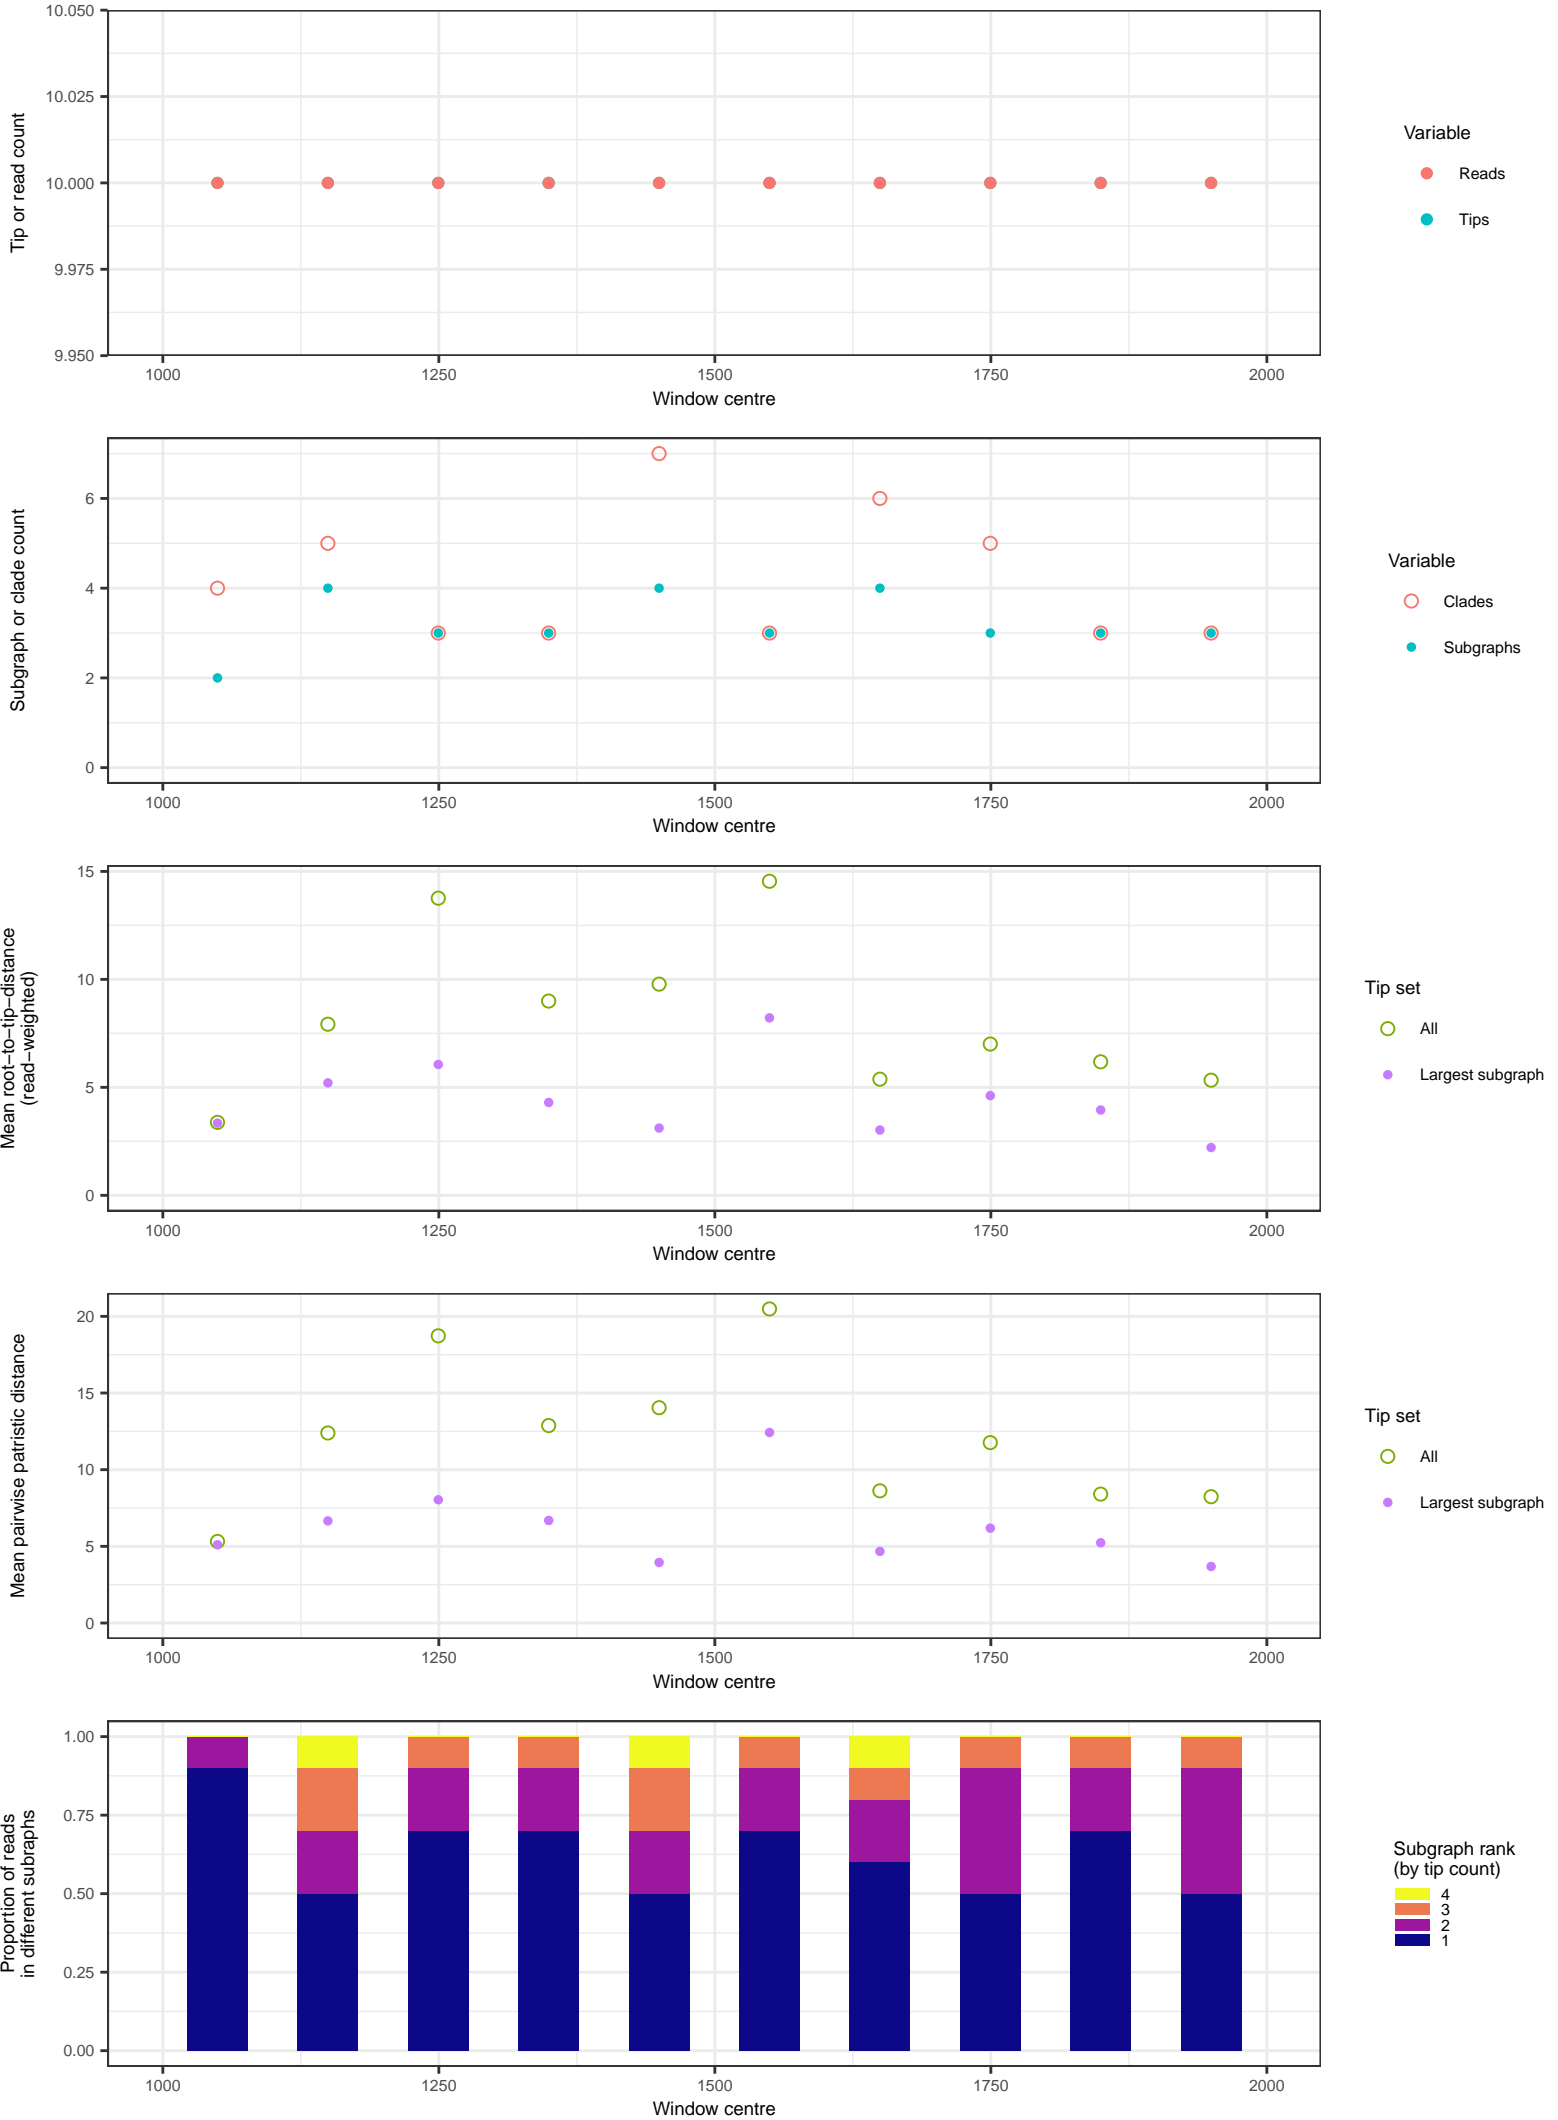 10.050
10.025
10.000
9.975
9.950
Tip or read count
1000 1250 1500 1750 2000
Window centre
Variable
Reads
Tips
6
4
2
0
Subgraph or clade count
1000 1250 1500 1750 2000
Window centre
Variable
Clades
Subgraphs
15
10
5
0
Mean root−to−tip−distance
(read−weighted)
1000 1250 1500 1750 2000
Window centre
Tip set
All
Largest subgraph
20
15
10
5
0
Mean pairwise patristic distance
1000 1250 1500 1750 2000
Window centre
Tip set
All
Largest subgraph
1.00
0.75
0.50
0.25
0.00
Proportion of reads
in different subraphs
1000 1250 1500 1750 2000
Window centre
Subgraph rank
(by tip count)
4
3
2
1